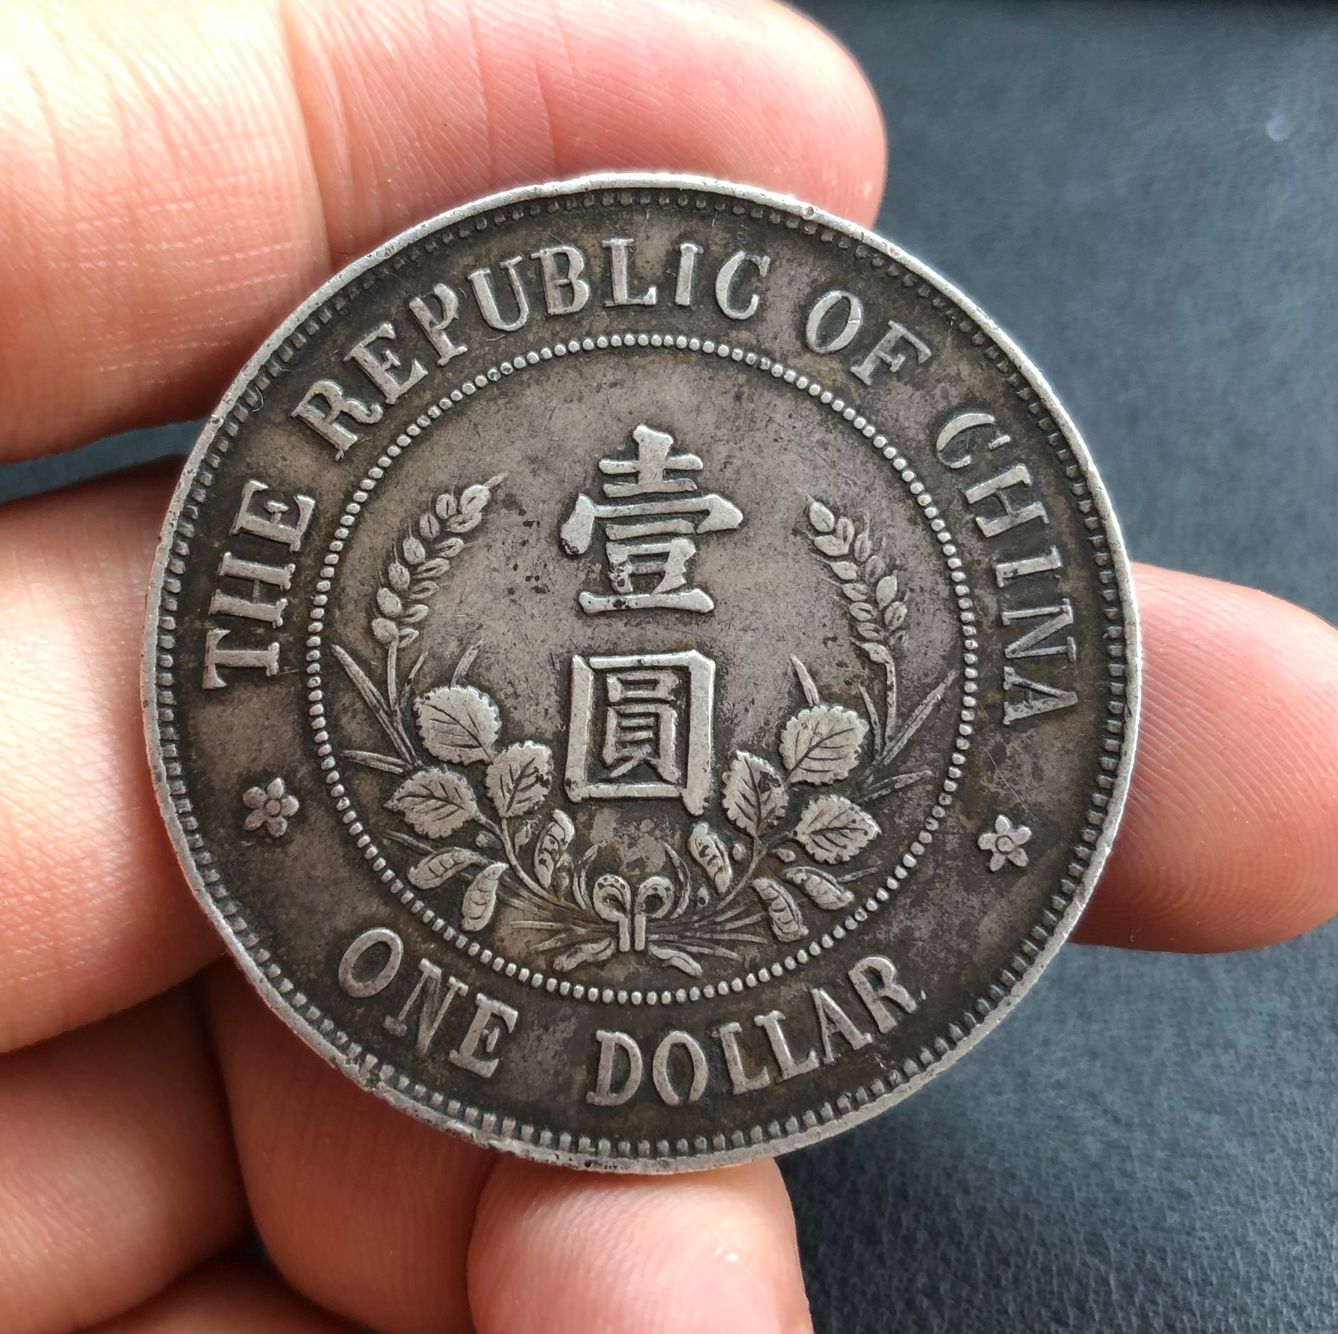 THE REPUBLIC OF CHINA
壹
圓
ONE DOLLAR